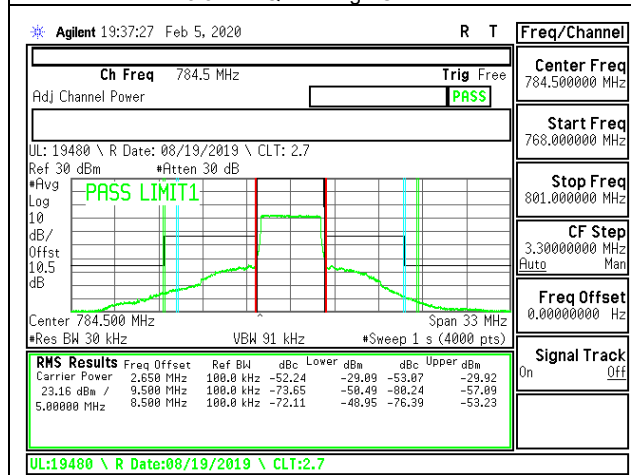 Agilent 19:37:27 Feb 5, 2020 R T
Freq/Channel
Ch Freq 784.5 MHz Trig Free
Adj Channel Power PASS
Center Freq
784.500000 MHz
Start Freq
768.000000 MHz
Stop Freq
801.000000 MHz
CF Step
3.30000000 MHz
Auto Man
Freq Offset
0.00000000 Hz
Signal Track
On Off
UL: 19480 \ R Date: 08/19/2019 \ CLT: 2.7
Ref 30 dBm #Atten 30 dB
#Avg
Log
10
dB/
Offst
10.5
dB
PASS LIMIT1
Center 784.500 MHz Span 33 MHz
#Res BW 30 kHz VBW 91 kHz #Sweep 1 s (4000 pts)
RMS Results Freq Offset Ref BW dBc Lower dBm dBc Upper dBm
Carrier Power 2.650 MHz 100.0 kHz -52.24 -29.09 -53.07 -29.92
23.16 dBm / 9.500 MHz 100.0 kHz -73.65 -50.49 -80.24 -57.09
5.00000 MHz 8.500 MHz 100.0 kHz -72.11 -48.95 -76.39 -53.23
UL:19480 \ R Date:08/19/2019 \ CLT:2.7